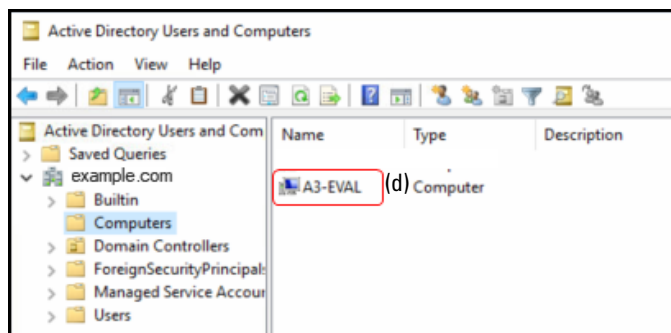 Active Directory Users and Computers
File Action View Help
Active Directory Users and Com
Name Type Description
Saved Queries
example.com
A3-EVAL (d) Computer
Builtin
Computers
Domain Controllers
ForeignSecurityPrincipals
Managed Service Accour
Users